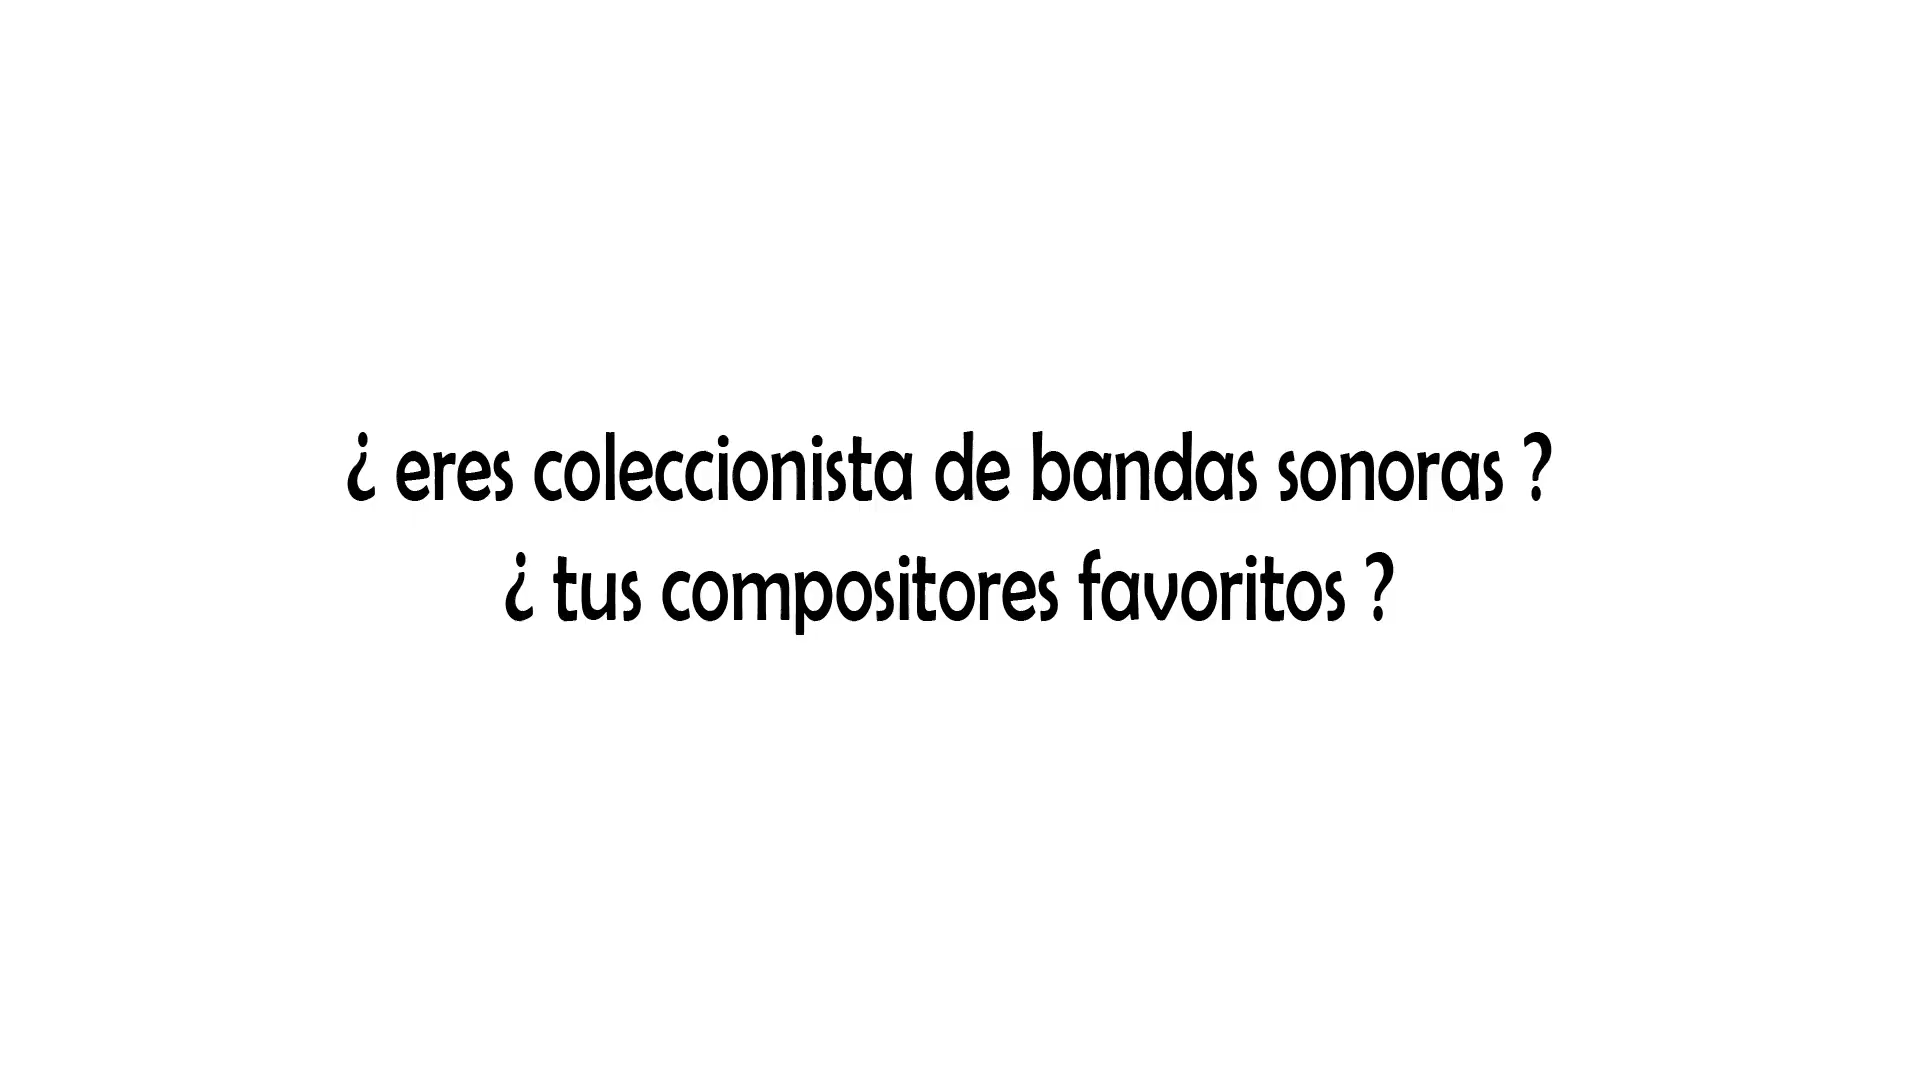 ¿ eres coleccionista de bandas sonoras ?
¿ tus compositores favoritos ?